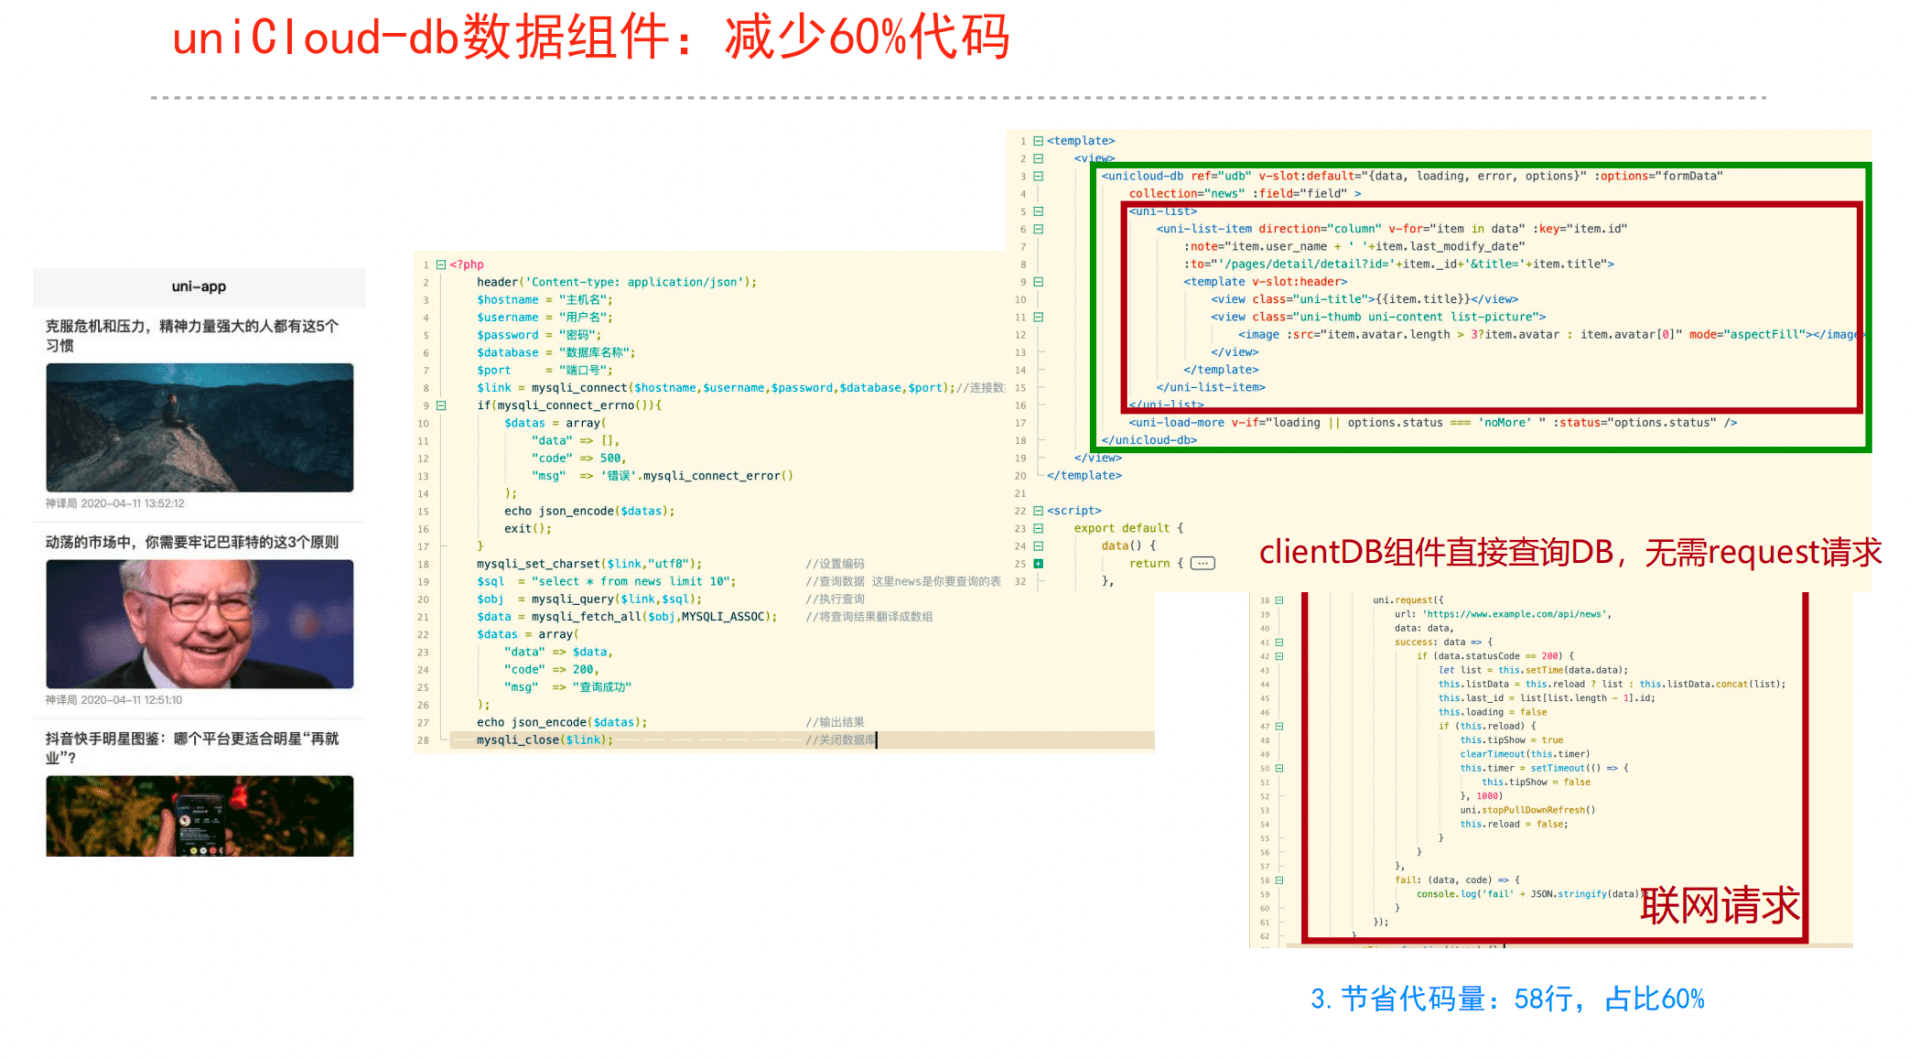 uniCloud-db数据组件：减少60%代码
uni-app
克服危机和压力，精神力量强大的人都有这5个
习惯
神译局 2020-04-11 13:52:12
动荡的市场中，你需要牢记巴菲特的这3个原则
神译局 2020-04-11 12:51:10
抖音快手明星图鉴：哪个平台更适合明星“再就
业”？
1 <?php
2 header('Content-type: application/json');
3 $hostname = "主机名";
4 $username = "用户名";
5 $password = "密码";
6 $database = "数据库名称";
7 $port     = "端口号";
8 $link = mysqli_connect($hostname,$username,$password,$database,$port);//连接数
9 if(mysqli_connect_errno()){
10 $datas = array(
11 "data" => [],
12 "code" => 500,
13 "msg"  => '错误'.mysqli_connect_error()
14 );
15 echo json_encode($datas);
16 exit();
17 }
18 mysqli_set_charset($link,"utf8"); //设置编码
19 $sql  = "select * from news limit 10"; //查询数据 这里news是你要查询的表
20 $obj  = mysqli_query($link,$sql); //执行查询
21 $data = mysqli_fetch_all($obj,MYSQLI_ASSOC); //将查询结果翻译成数组
22 $datas = array(
23 "data" => $data,
24 "code" => 200,
25 "msg"  => "查询成功"
26 );
27 echo json_encode($datas); //输出结果
28 mysqli_close($link); //关闭数据库
1 <template>
2 <view>
3 <unicloud-db ref="udb" v-slot:default="{data, loading, error, options}" :options="formData"
4 collection="news" :field="field" >
5 <uni-list>
6 <uni-list-item direction="column" v-for="item in data" :key="item.id"
7 :note="item.user_name + ' '+item.last_modify_date"
8 :to="'/pages/detail/detail?id='+item._id+'&title='+item.title">
9 <template v-slot:header>
10 <view class="uni-title">{{item.title}}</view>
11 <view class="uni-thumb uni-content list-picture">
12 <image :src="item.avatar.length > 3?item.avatar : item.avatar[0]" mode="aspectFill"></image>
13 </view>
14 </template>
15 </uni-list-item>
16 </uni-list>
17 <uni-load-more v-if="loading || options.status === 'noMore' " :status="options.status" />
18 </unicloud-db>
19 </view>
20 </template>
21
22 <script>
23 export default {
24 data() {
25 return { ...
32 },
clientDB组件直接查询DB，无需request请求
38 uni.request({
39 url: 'https://www.example.com/api/news',
40 data: data,
41 success: data => {
42 if (data.statusCode == 200) {
43 let list = this.setTime(data.data);
44 this.listData = this.reload ? list : this.listData.concat(list);
45 this.last_id = list[list.length - 1].id;
46 this.loading = false
47 if (this.reload) {
48 this.tipShow = true
49 clearTimeout(this.timer)
50 this.timer = setTimeout(() => {
51 this.tipShow = false
52 }, 1000)
53 uni.stopPullDownRefresh()
54 this.reload = false;
55 }
56 }
57 },
58 fail: (data, code) => {
59 console.log('fail' + JSON.stringify(data)
60 }
61 });
62 }
联网请求
3.节省代码量：58行，占比60%